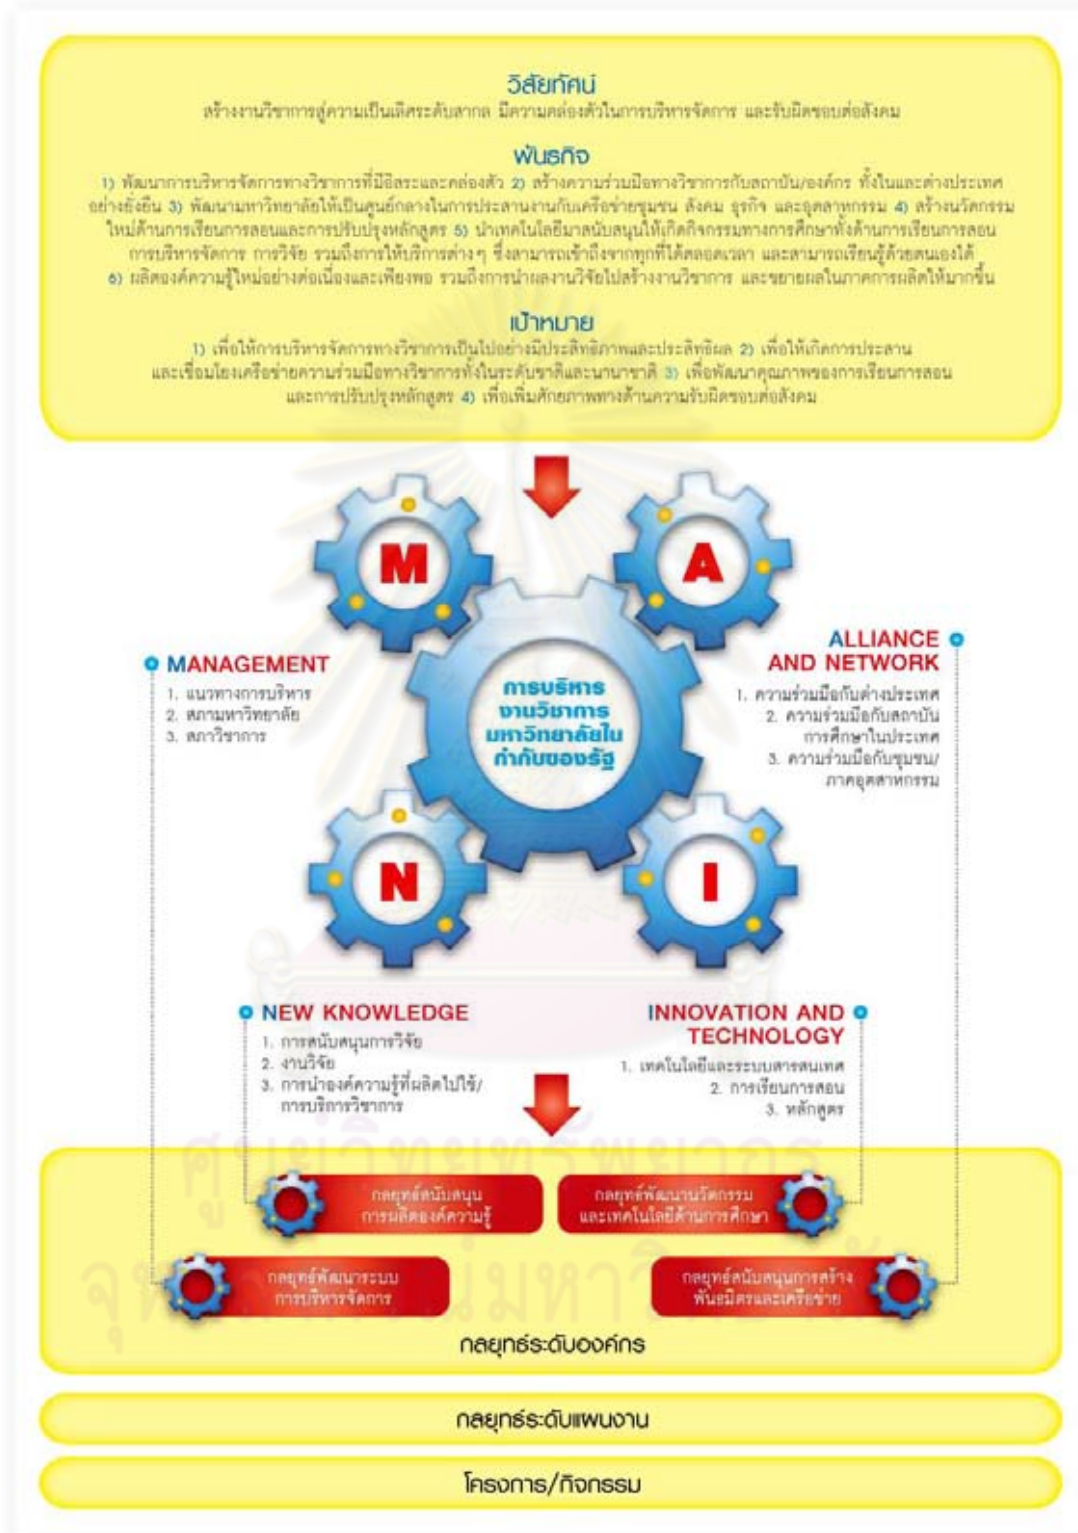 วิสัยทัศน์
สร้างงานวิชาการสู่ความเป็นเลิศระดับสากล มีความคล่องตัวในการบริหารจัดการ และรับผิดชอบต่อสังคม
พันธกิจ
1) พัฒนาการบริหารจัดการทางวิชาการที่มีอิสระและคล่องตัว 2) สร้างความร่วมมือทางวิชาการกับสถาบัน/องค์กร ทั้งในและต่างประเทศ
อย่างยั่งยืน 3) พัฒนามหาวิทยาลัยให้เป็นศูนย์กลางในการประสานงานกับเครือข่ายชุมชน สังคม ธุรกิจ และอุตสาหกรรม 4) สร้างนวัตกรรม
ใหม่ด้านการเรียนการสอนและการปรับปรุงหลักสูตร 5) นำเทคโนโลยีมาสนับสนุนให้เกิดกิจกรรมทางการศึกษาทั้งด้านการเรียนการสอน
การบริหารจัดการ การวิจัย รวมถึงการให้บริการต่างๆ ซึ่งสามารถเข้าถึงจากทุกที่ได้ตลอดเวลา และสามารถเรียนรู้ด้วยตนเองได้
6) ผลิตองค์ความรู้ใหม่อย่างต่อเนื่องและเพียงพอ รวมถึงการนำผลงานวิจัยไปสร้างงานวิชาการ และขยายผลในภาคการผลิตให้มากขึ้น
เป้าหมาย
1) เพื่อให้การบริหารจัดการทางวิชาการเป็นไปอย่างมีประสิทธิภาพและประสิทธิผล 2) เพื่อให้เกิดการประสาน
และเชื่อมโยงเครือข่ายความร่วมมือทางวิชาการทั้งในระดับชาติและนานาชาติ 3) เพื่อพัฒนาคุณภาพของการเรียนการสอน
และการปรับปรุงหลักสูตร 4) เพื่อเพิ่มศักยภาพทางด้านความรับผิดชอบต่อสังคม
M
A
MANAGEMENT
1. แนวทางการบริหาร
2. สภามหาวิทยาลัย
3. สภาวิชาการ
การบริหาร
งานวิชาการ
มหาวิทยาลัยใน
กำกับของรัฐ
ALLIANCE
AND NETWORK
1. ความร่วมมือกับต่างประเทศ
2. ความร่วมมือกับสถาบัน
การศึกษาในประเทศ
3. ความร่วมมือกับชุมชน/
ภาคอุตสาหกรรม
N
I
NEW KNOWLEDGE
1. การสนับสนุนการวิจัย
2. งานวิจัย
3. การนำองค์ความรู้ที่ผลิตไปใช้/
การบริการวิชาการ
INNOVATION AND
TECHNOLOGY
1. เทคโนโลยีและระบบสารสนเทศ
2. การเรียนการสอน
3. หลักสูตร
ศูนย์วิทยทรัพยากร
จุฬาลงกรณ์มหาวิทยาลัย
กลยุทธ์สนับสนุน
การผลิตองค์ความรู้
กลยุทธ์พัฒนานวัตกรรม
และเทคโนโลยีด้านการศึกษา
กลยุทธ์พัฒนาระบบ
การบริหารจัดการ
กลยุทธ์สนับสนุนการสร้าง
พันธมิตรและเครือข่าย
กลยุทธ์ระดับองค์กร
กลยุทธ์ระดับแผนงาน
โครงการ/กิจกรรม